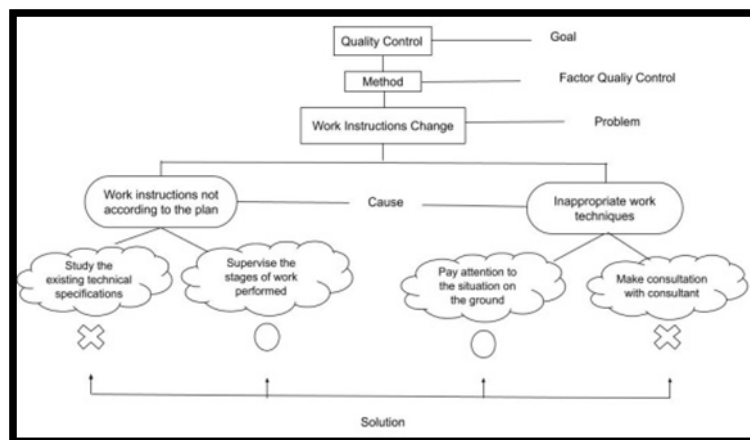 Quality Control
Goal
Method
Factor Qualiy Control
Work Instructions Change
Problem
Work instructions not
according to the plan
Cause
Inappropriate work
techniques
Study the
existing technical
specifications
Supervise the
stages of work
performed
Pay attention to
the situation on
the ground
Make consultation
with consultant
Solution